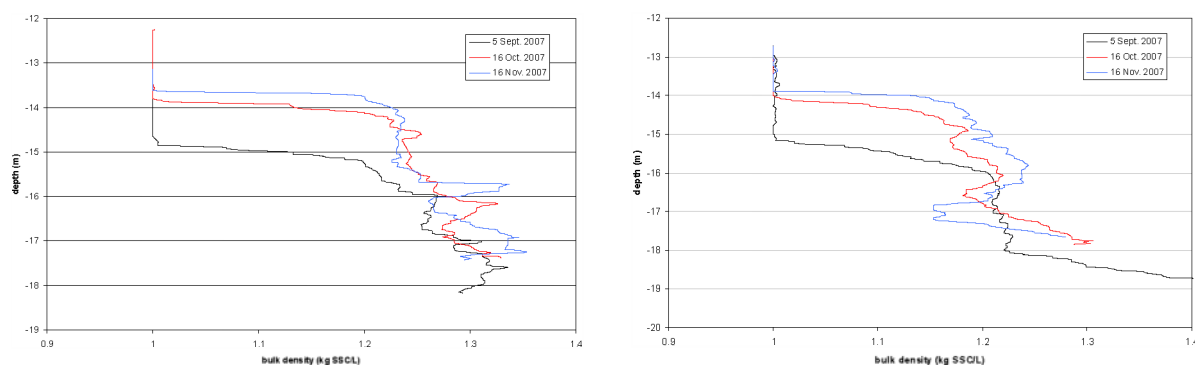 -12
-13
-14
-15
-16
-17
-18
-19
0.9
1
1.1
1.2
1.3
1.4
depth (m)
bulk density (kg SSC/L)
5 Sept. 2007
16 Oct. 2007
16 Nov. 2007
-12
-13
-14
-15
-16
-17
-18
-19
-20
0.9
1
1.1
1.2
1.3
1.4
depth (m)
bulk density (kg SSC/L)
5 Sept. 2007
16 Oct. 2007
16 Nov. 2007